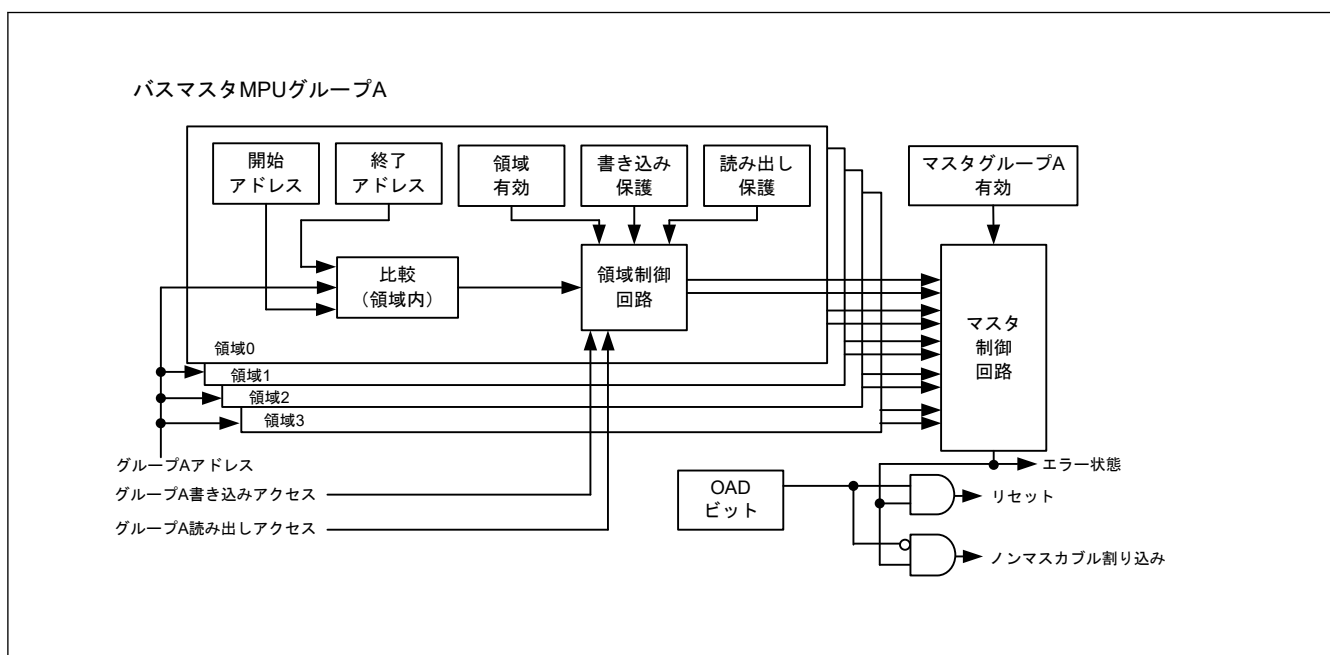 バスマスタMPUグループA
開始
アドレス
終了
アドレス
領域
有効
書き込み
保護
読み出し
保護
マスタグループA
有効
比較
（領域内）
領域制御
回路
マスタ
制御
回路
領域0
領域1
領域2
領域3
グループAアドレス
グループA書き込みアクセス
グループA読み出しアクセス
OAD
ビット
エラー状態
リセット
ノンマスカブル割り込み